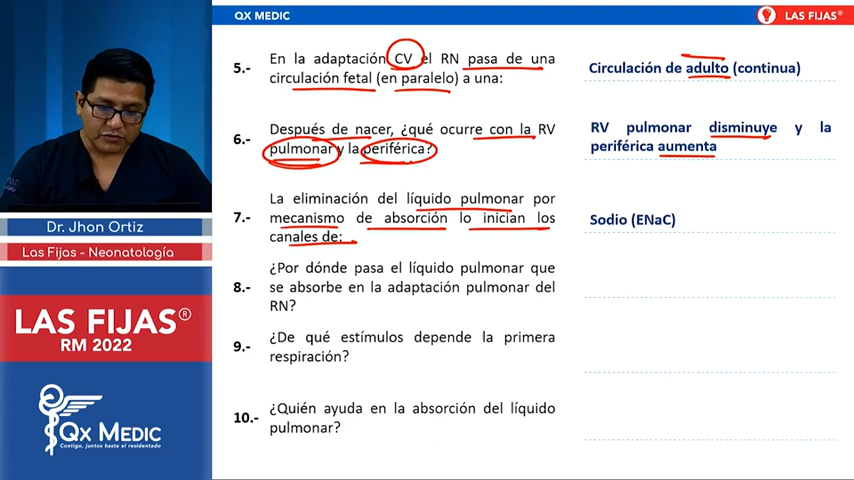 QX MEDIC
LAS FIJAS®
5.-
En la adaptación CV el RN pasa de una
circulación fetal (en paralelo) a una:
Circulación de adulto (continua)
6.-
Después de nacer, ¿qué ocurre con la RV
pulmonar y la periférica?
RV pulmonar disminuye y la
periférica aumenta
7.-
La eliminación del líquido pulmonar por
mecanismo de absorción lo inician los
canales de:
Sodio (ENaC)
8.-
¿Por dónde pasa el líquido pulmonar que
se absorbe en la adaptación pulmonar del
RN?
9.-
¿De qué estímulos depende la primera
respiración?
10.-
¿Quién ayuda en la absorción del líquido
pulmonar?
Dr. Jhon Ortiz
Las Fijas - Neonatología
LAS FIJAS®
RM 2022
QX MEDIC
Contigo, juntos hasta el residentado